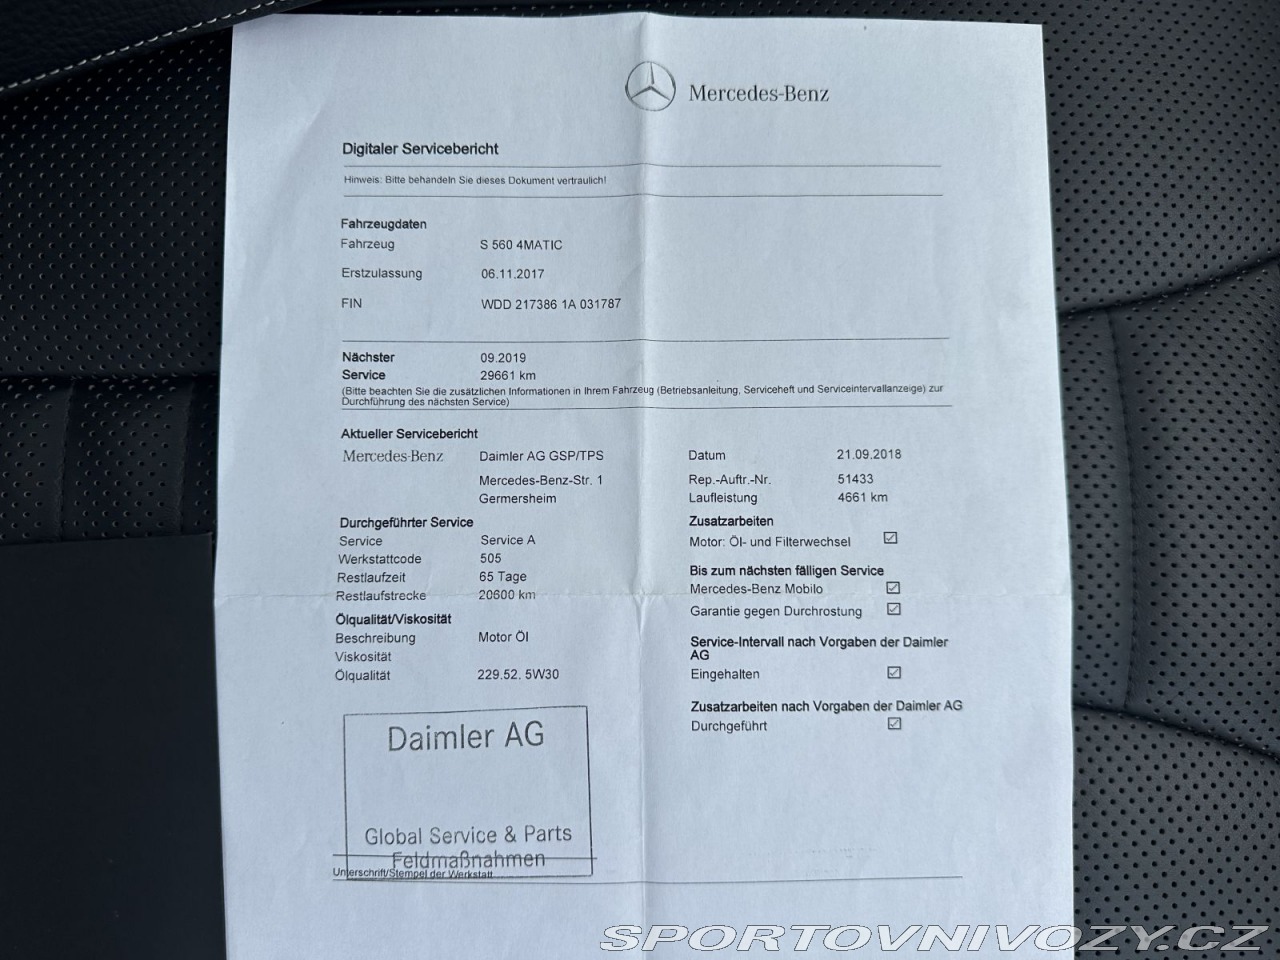 Mercedes-Benz
Digitaler Servicebericht
Hinweis: Bitte behandeln Sie dieses Dokument vertraulich!
Fahrzeugdaten
Fahrzeug S 560 4MATIC
Erstzulassung 06.11.2017
FIN WDD 217386 1A 031787
Nächster 09.2019
Service 29661 km
(Bitte beachten Sie die zusätzlichen Informationen in Ihrem Fahrzeug (Betriebsanleitung, Serviceheft und Serviceintervallanzeige) zur
Durchführung des nächsten Service)
Aktueller Servicebericht
Mercedes-Benz Daimler AG GSP/TPS
Mercedes-Benz-Str. 1
Germersheim
Durchgeführter Service
Service Service A
Werkstattcode 505
Restlaufzeit 65 Tage
Restlaufstrecke 20600 km
Ölqualität/Viskosität
Beschreibung Motor Öl
Viskosität
Ölqualität 229.52. 5W30
Datum 21.09.2018
Rep.-Auftr.-Nr. 51433
Laufleistung 4661 km
Zusatzarbeiten
Motor: Öl- und Filterwechsel ☑
Bis zum nächsten fälligen Service
Mercedes-Benz Mobilo ☑
Garantie gegen Durchrostung ☑
Service-Intervall nach Vorgaben der Daimler
AG
Eingehalten ☑
Zusatzarbeiten nach Vorgaben der Daimler AG
Durchgeführt ☑
Daimler AG
Global Service & Parts
Feldmaßnahmen
Unterschrift/Stempel der Werkstatt
SPORTOVNIVOZY.CZ